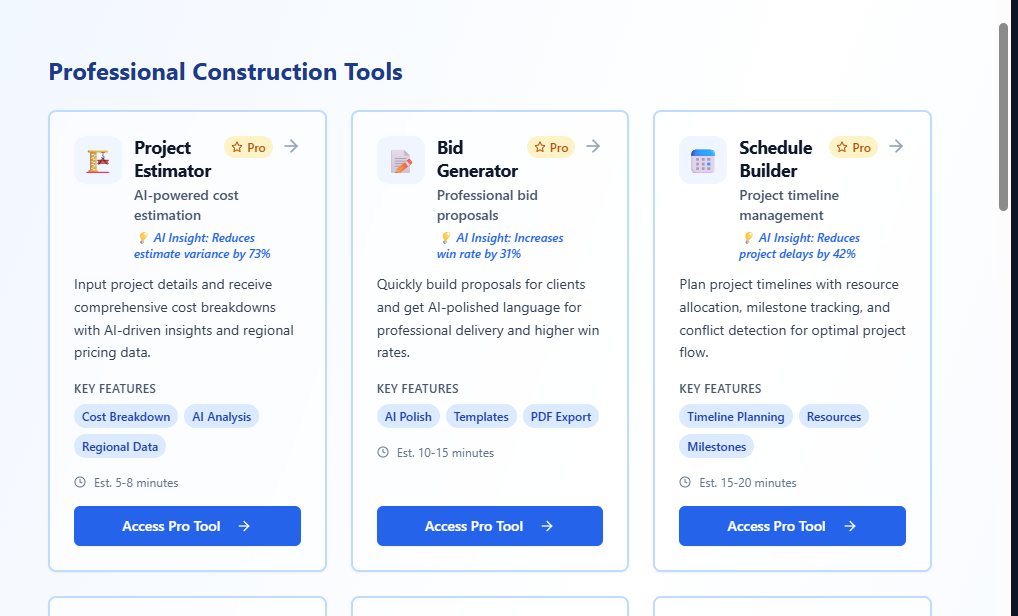 Professional Construction Tools
Project
Estimator
Pro
AI-powered cost
estimation
AI Insight: Reduces
estimate variance by 73%
Input project details and receive
comprehensive cost breakdowns
with AI-driven insights and regional
pricing data.
KEY FEATURES
Cost Breakdown
AI Analysis
Regional Data
Est. 5-8 minutes
Access Pro Tool
Bid
Generator
Pro
Professional bid
proposals
AI Insight: Increases
win rate by 31%
Quickly build proposals for clients
and get AI-polished language for
professional delivery and higher win
rates.
KEY FEATURES
AI Polish
Templates
PDF Export
Est. 10-15 minutes
Access Pro Tool
Schedule
Builder
Pro
Project timeline
management
AI Insight: Reduces
project delays by 42%
Plan project timelines with resource
allocation, milestone tracking, and
conflict detection for optimal project
flow.
KEY FEATURES
Timeline Planning
Resources
Milestones
Est. 15-20 minutes
Access Pro Tool